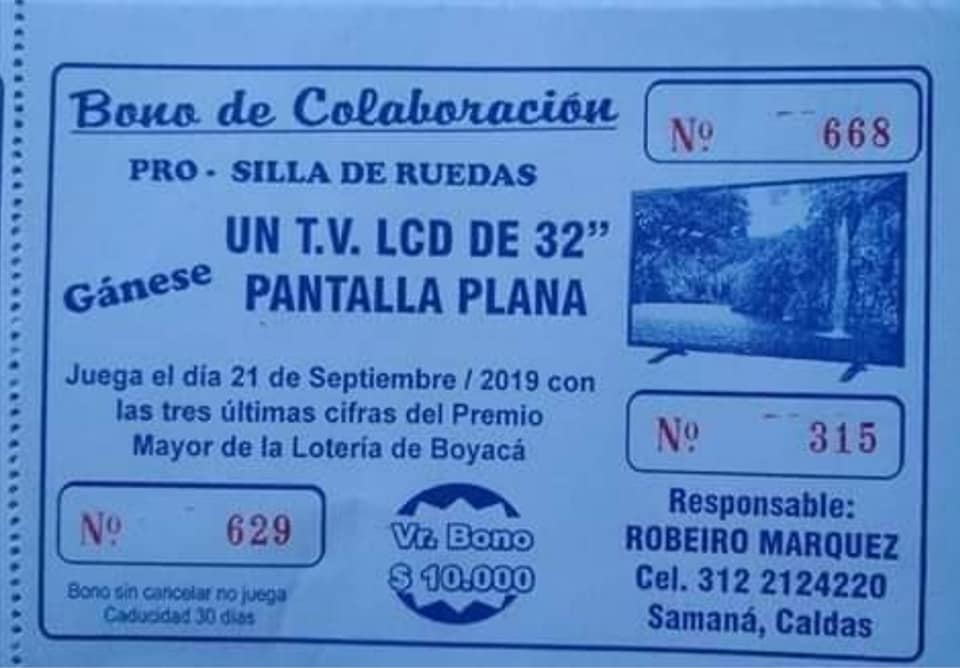 Bono de Colaboración
Nº 668
PRO - SILLA DE RUEDAS
Gánese
UN T.V. LCD DE 32”
PANTALLA PLANA
Juega el día 21 de Septiembre / 2019 con
las tres últimas cifras del Premio
Mayor de la Lotería de Boyacá
Nº 315
Nº 629
Bono sin cancelar no juega
Caducidad 30 dias
Vr. Bono
$ 10.000
Responsable:
ROBEIRO MARQUEZ
Cel. 312 2124220
Samaná, Caldas